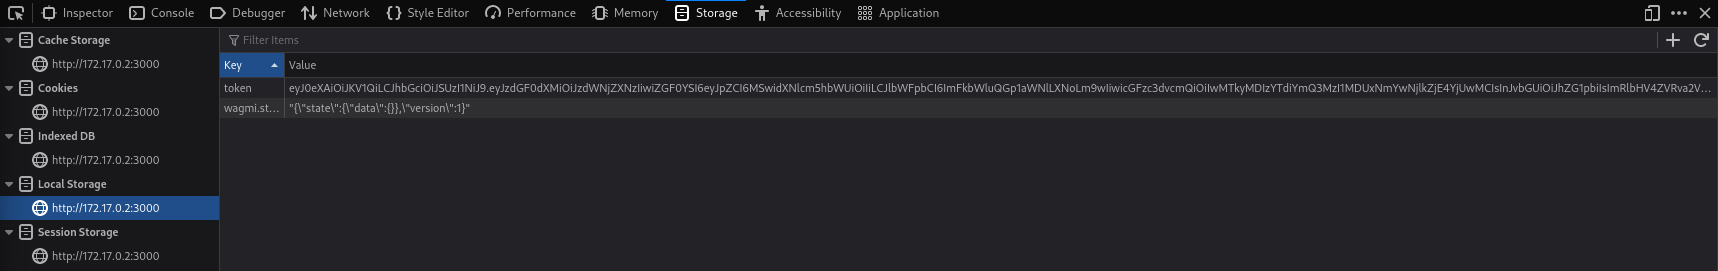 Inspector Console Debugger Network Style Editor Performance Memory Storage Accessibility Application
Cache Storage
http://172.17.0.2:3000
Cookies
http://172.17.0.2:3000
Indexed DB
http://172.17.0.2:3000
Local Storage
http://172.17.0.2:3000
Session Storage
http://172.17.0.2:3000
Filter Items
Key Value
token eyJ0eXAiOiJKV1QiLCJhbGciOiJSUzI1NiJ9.eyJzdGF0dXMiOiJzdWNjZXNzIiwiZGF0YSI6eyJpZCI6MSwidXNlcm5hbWUiOiIiLCJlbWFpbCI6ImFkbWluQGp1aWNlLXNoLm9wIiwicGFzc3dvcmQiOiIwMTkyMDIzYTdiYmQ3MzI1MDUxNmYwNjlkZjE4YjUwMCIsInJvbGUiOiJhZG1pbiIsImRlbHV4ZVRva2V...
wagmi.st... "{\"state\":{\"data\":{}},\"version\":1}"